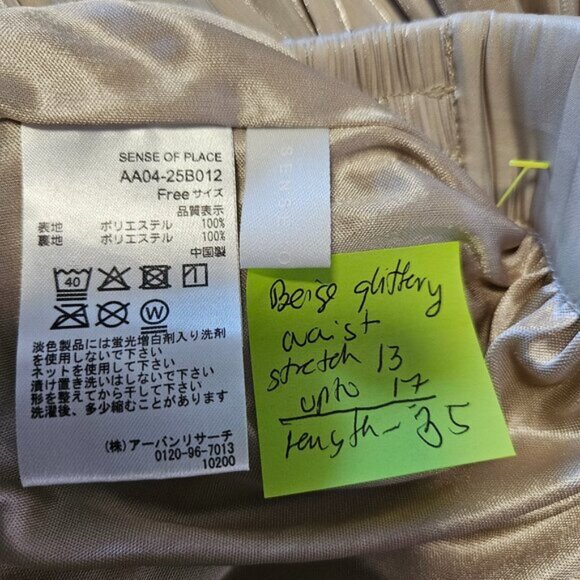 SENSE OF PLACE
AA04-25B012
Freeサイズ
品質表示
表地 ポリエステル 100%
裏地 ポリエステル 100%
中国製
40
W
淡色製品には蛍光増白剤入り洗剤
を使用しないで下さい
ネットを使用して下さい
漬け置き洗いはしないで下さい
形を整えてから干して下さい
洗濯後、多少縮むことがあります
(株)アーバンリサーチ
0120-96-7013
10200
SENS
Beige glittery
waist
stretch 13
upto 17
length - 35